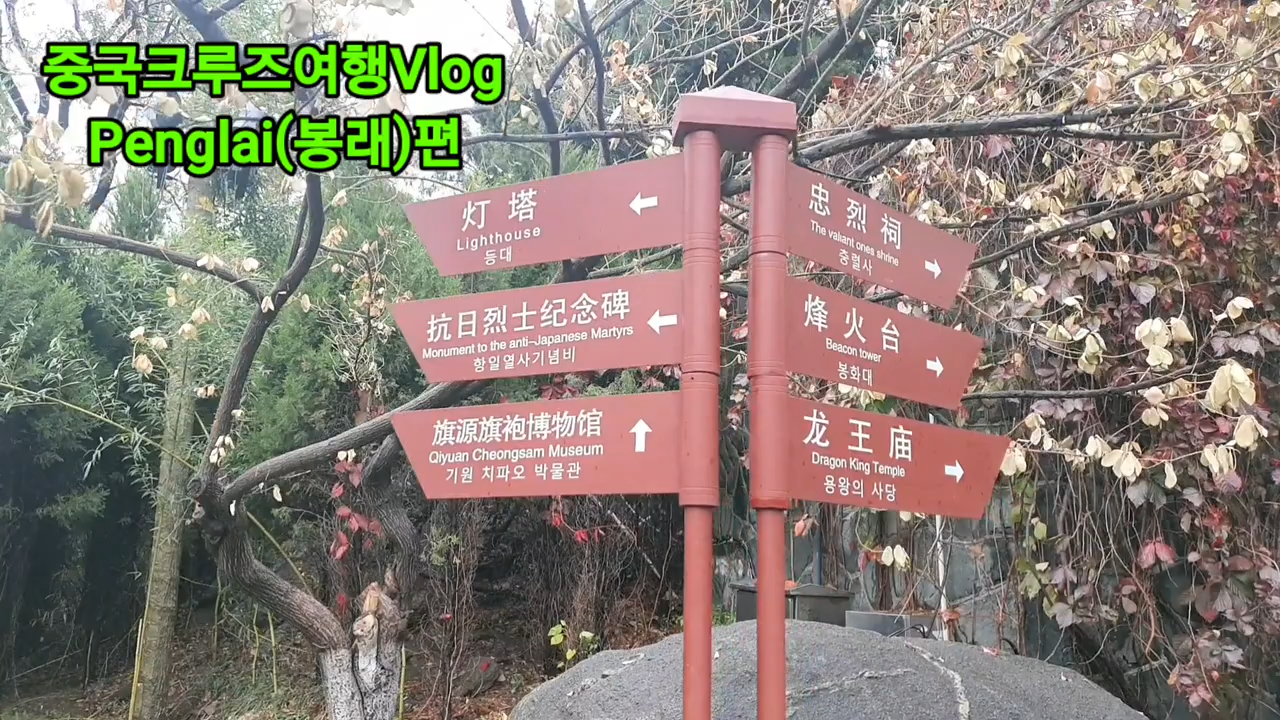 중국크루즈여행Vlog
Penglai(봉래)편
灯塔
Lighthouse
등대
抗日烈士纪念碑
Monument to the anti-Japanese Martyrs
항일열사기념비
旗源旗袍博物馆
Qiyuan Cheongsam Museum
기원 치파오 박물관
忠烈祠
The valiant ones shrine
충렬사
烽火台
Beacon tower
봉화대
龙王庙
Dragon King Temple
용왕의 사당